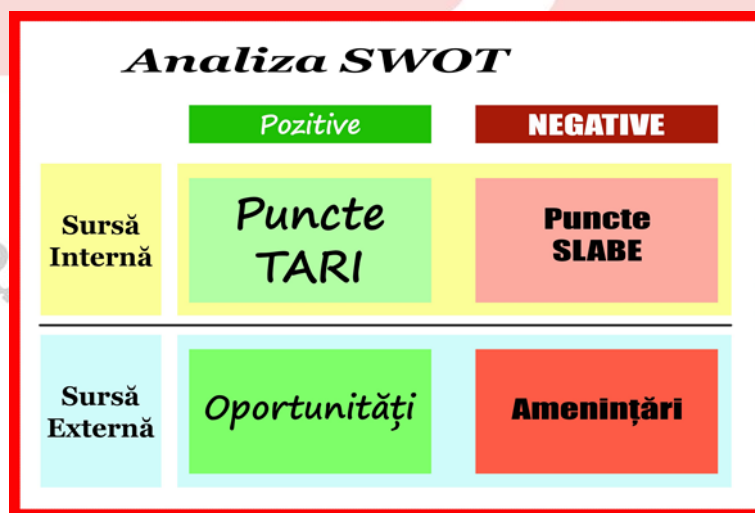 Analiza SWOT
Pozitive
NEGATIVE
Sursă
Internă
Puncte
TARI
Puncte
SLABE
Sursă
Externă
Oportunități
Amenințări